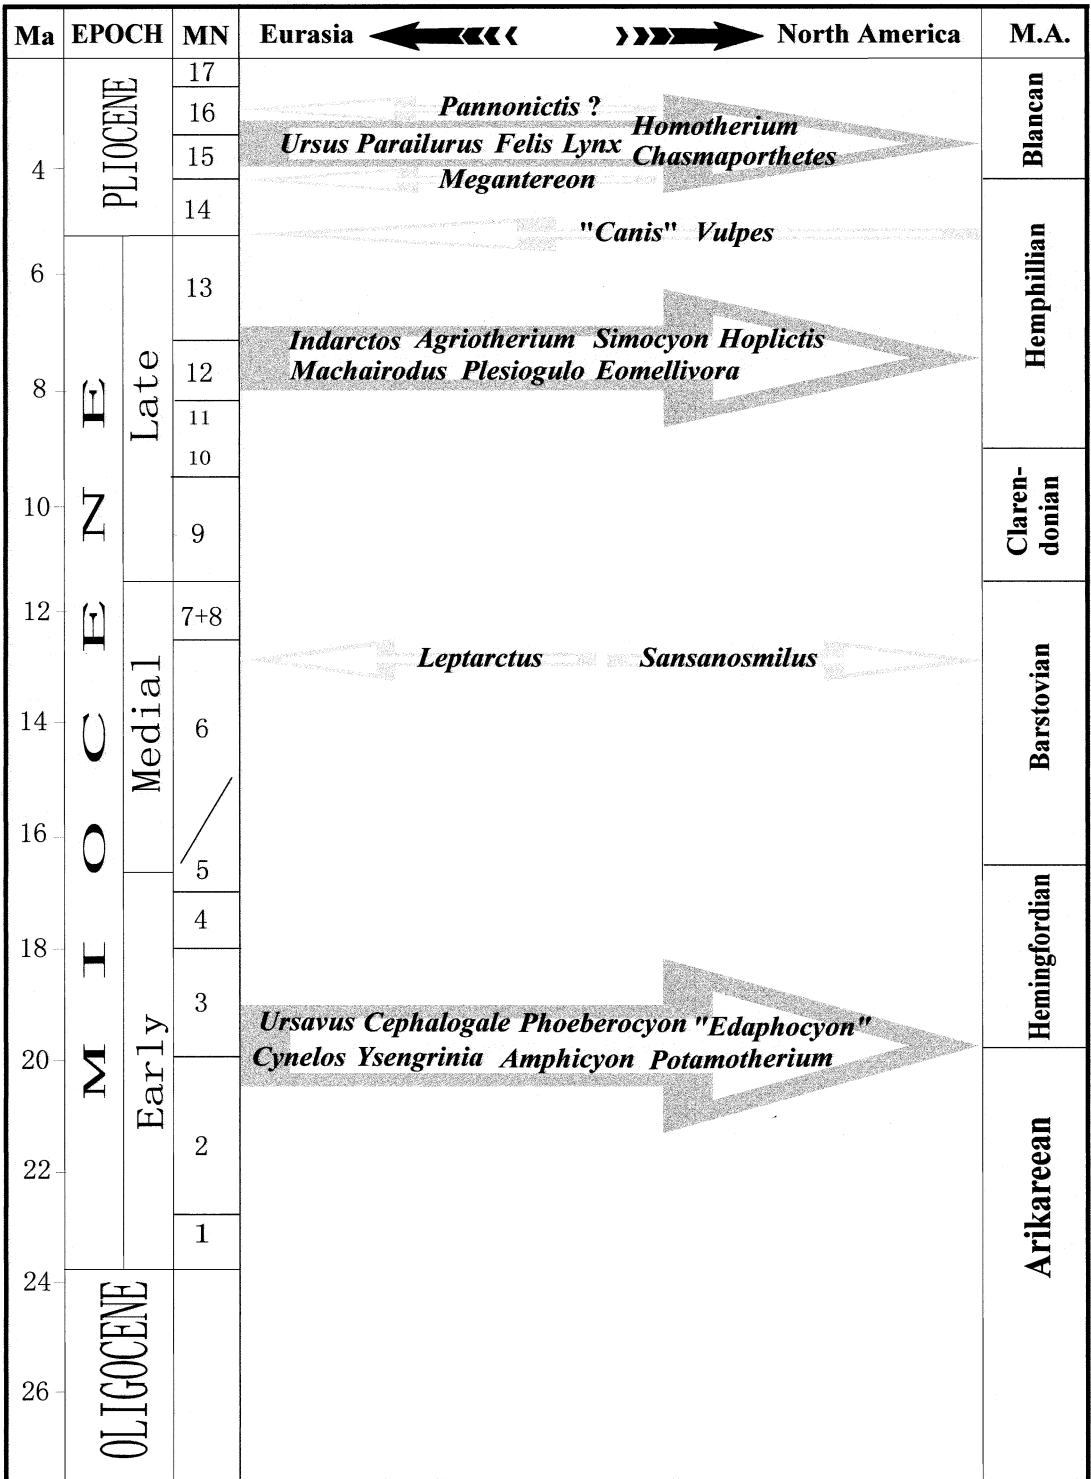 Ma EPOCH MN Eurasia North America M.A.
PLIOCENE
17
16
15
14
4
Pannonictis ?
Ursus Parailurus Felis Lynx
Homotherium
Chasmaporthetes
Megantereon
"Canis" Vulpes
Blancan
MIOCENE
Late
13
12
11
10
9
6
8
10
Indarctos Agriotherium Simocyon Hoplictis
Machairodus Plesiogulo Eomellivora
Hemphillian
Claren-
donian
Medial
7+8
6
5
12
14
16
Leptarctus Sansanosmilus
Barstovian
Early
4
3
2
1
18
20
22
Ursavus Cephalogale Phoeberocyon "Edaphocyon"
Cynelos Ysengrinia Amphicyon Potamotherium
Hemingfordian
Arikareean
24
26
OLIGOCENE